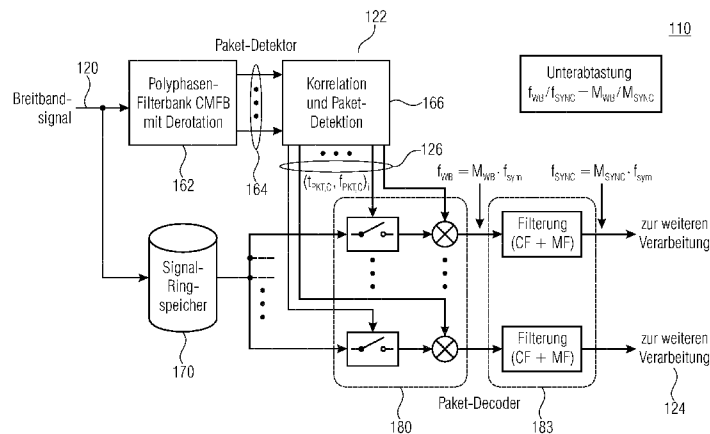 122
110
Paket-Detektor
120
Breitband-
signal
Polyphasen-
Filterbank CMFB
mit Derotation
162
164
Korrelation
und Paket-
Detektion
166
126
Unterabtastung
f_WB/f_SYNC – M_WB/M_SYNC
(t_PKT,C, f_PKT,C)_i
f_WB = M_WB · f_sym
f_SYNC = M_SYNC · f_sym
Filterung
(CF + MF)
zur weiteren
Verarbeitung
Signal-
Ring-
speicher
170
Filterung
(CF + MF)
zur weiteren
Verarbeitung
180
Paket-Decoder
183
124